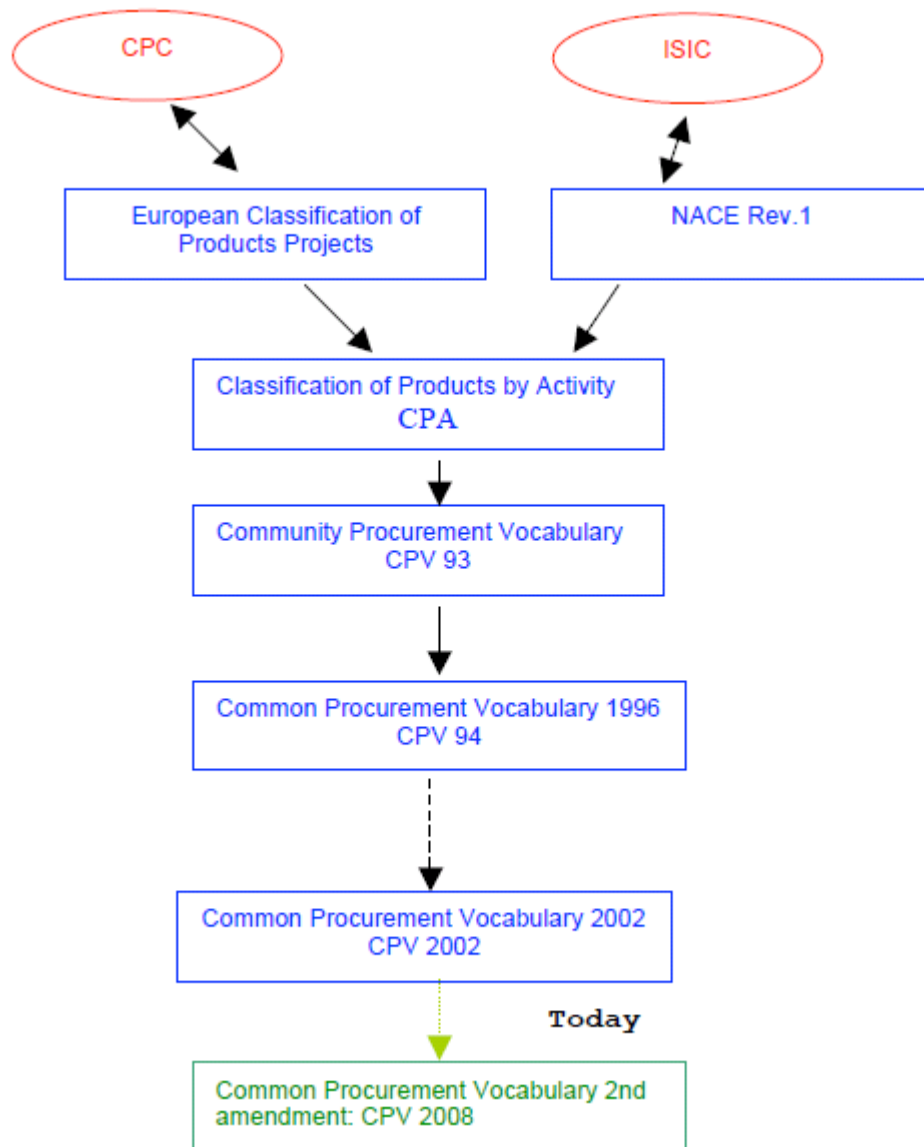 CPC
ISIC
European Classification of
Products Projects
NACE Rev.1
Classification of Products by Activity
CPA
Community Procurement Vocabulary
CPV 93
Common Procurement Vocabulary 1996
CPV 94
Common Procurement Vocabulary 2002
CPV 2002
Today
Common Procurement Vocabulary 2nd
amendment: CPV 2008